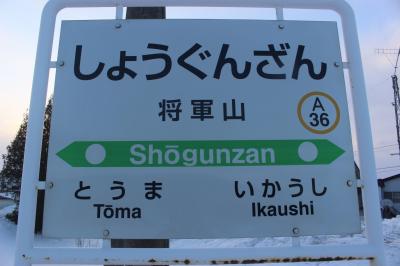 しょうぐんざん
将軍山
A
36
Shōgunzan
とうま いかうし
Tōma Ikaushi